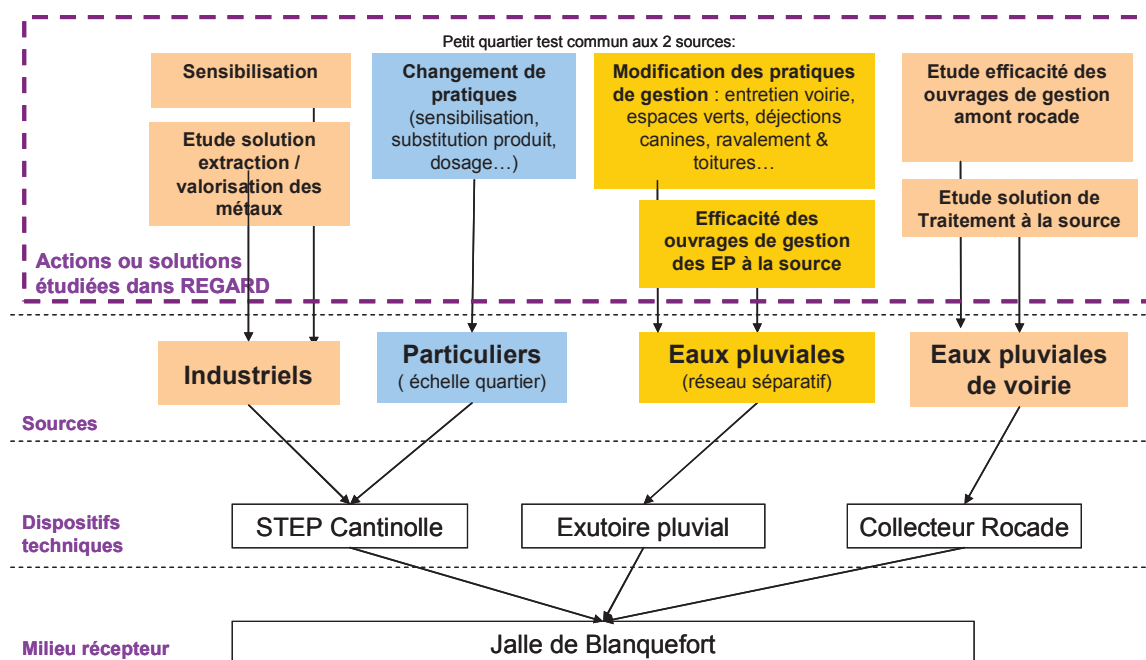 Petit quartier test commun aux 2 sources:
Sensibilisation
Etude solution
extraction /
valorisation des
métaux
Changement de
pratiques
(sensibilisation,
substitution produit,
dosage…)
Modification des pratiques
de gestion : entretien voirie,
espaces verts, déjections
canines, ravalement &
toitures…
Efficacité des
ouvrages de gestion
des EP à la source
Etude efficacité des
ouvrages de gestion
amont rocade
Etude solution de
Traitement à la source
Actions ou solutions
étudiées dans REGARD
Industriels
Particuliers
( échelle quartier)
Eaux pluviales
(réseau séparatif)
Eaux pluviales
de voirie
Sources
Dispositifs
techniques
STEP Cantinolle
Exutoire pluvial
Collecteur Rocade
Milieu récepteur
Jalle de Blanquefort